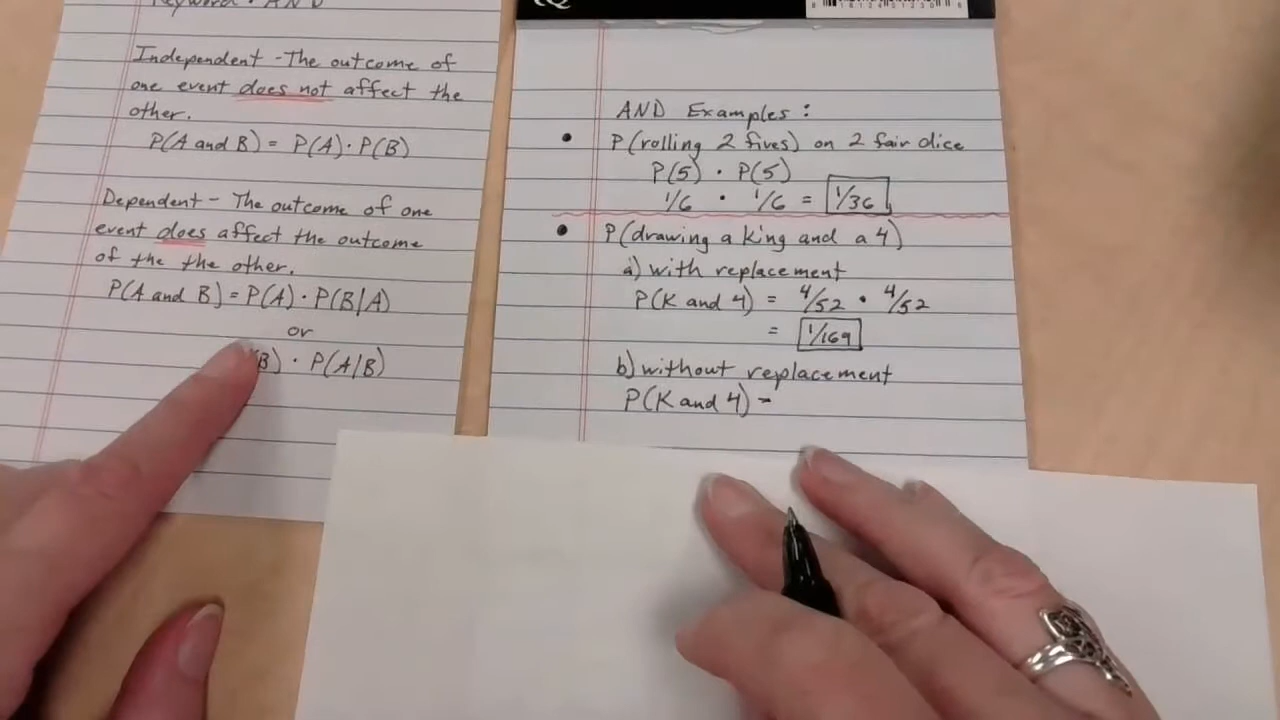 Keyword: AND
Independent - The outcome of
one event does not affect the
other.
P(A and B) = P(A) · P(B)
Dependent - The outcome of one
event does affect the outcome
of the the other.
P(A and B) = P(A) · P(B|A)
or
B) · P(A|B)
AND Examples:
• P(rolling 2 fives) on 2 fair dice
P(5) · P(5)
1/6 · 1/6 = 1/36
• P(drawing a King and a 4)
a) with replacement
P(K and 4) = 4/52 · 4/52
= 1/169
b) without replacement
P(K and 4) =